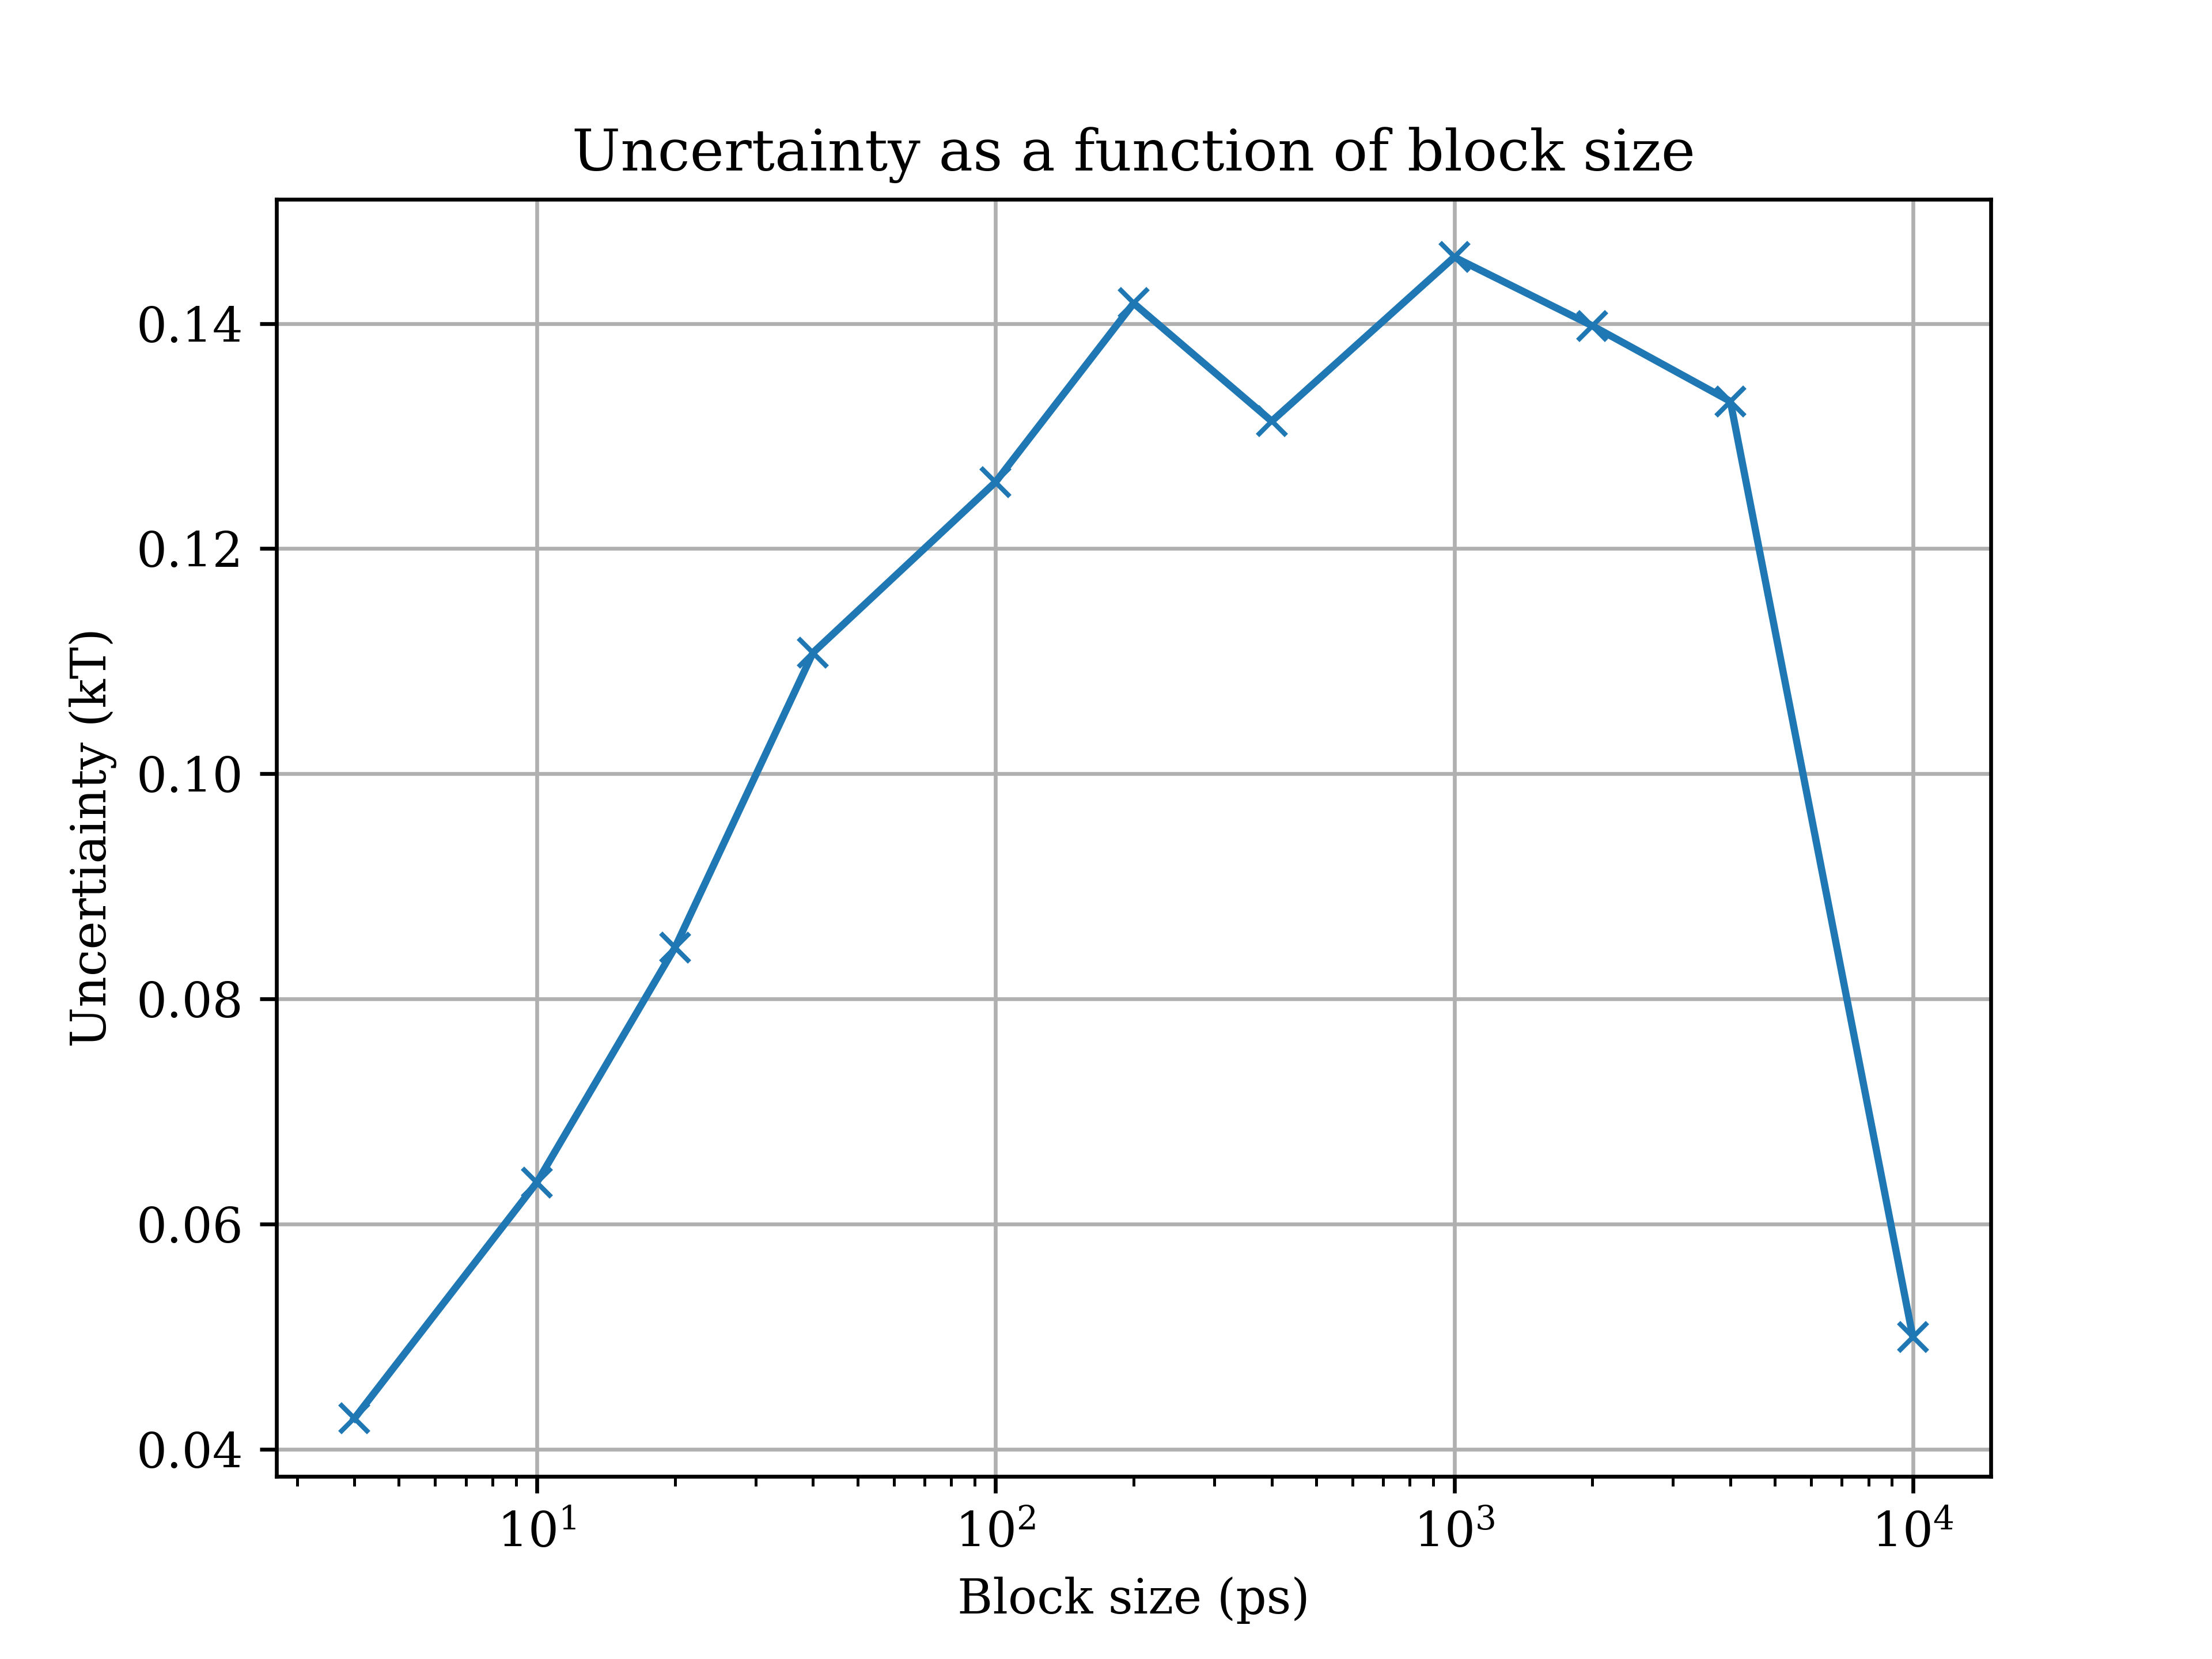 Uncertainty as a function of block size
0.14
0.12
0.10
0.08
0.06
0.04
Uncertiainty (kT)
10¹ 10² 10³ 10⁴
Block size (ps)